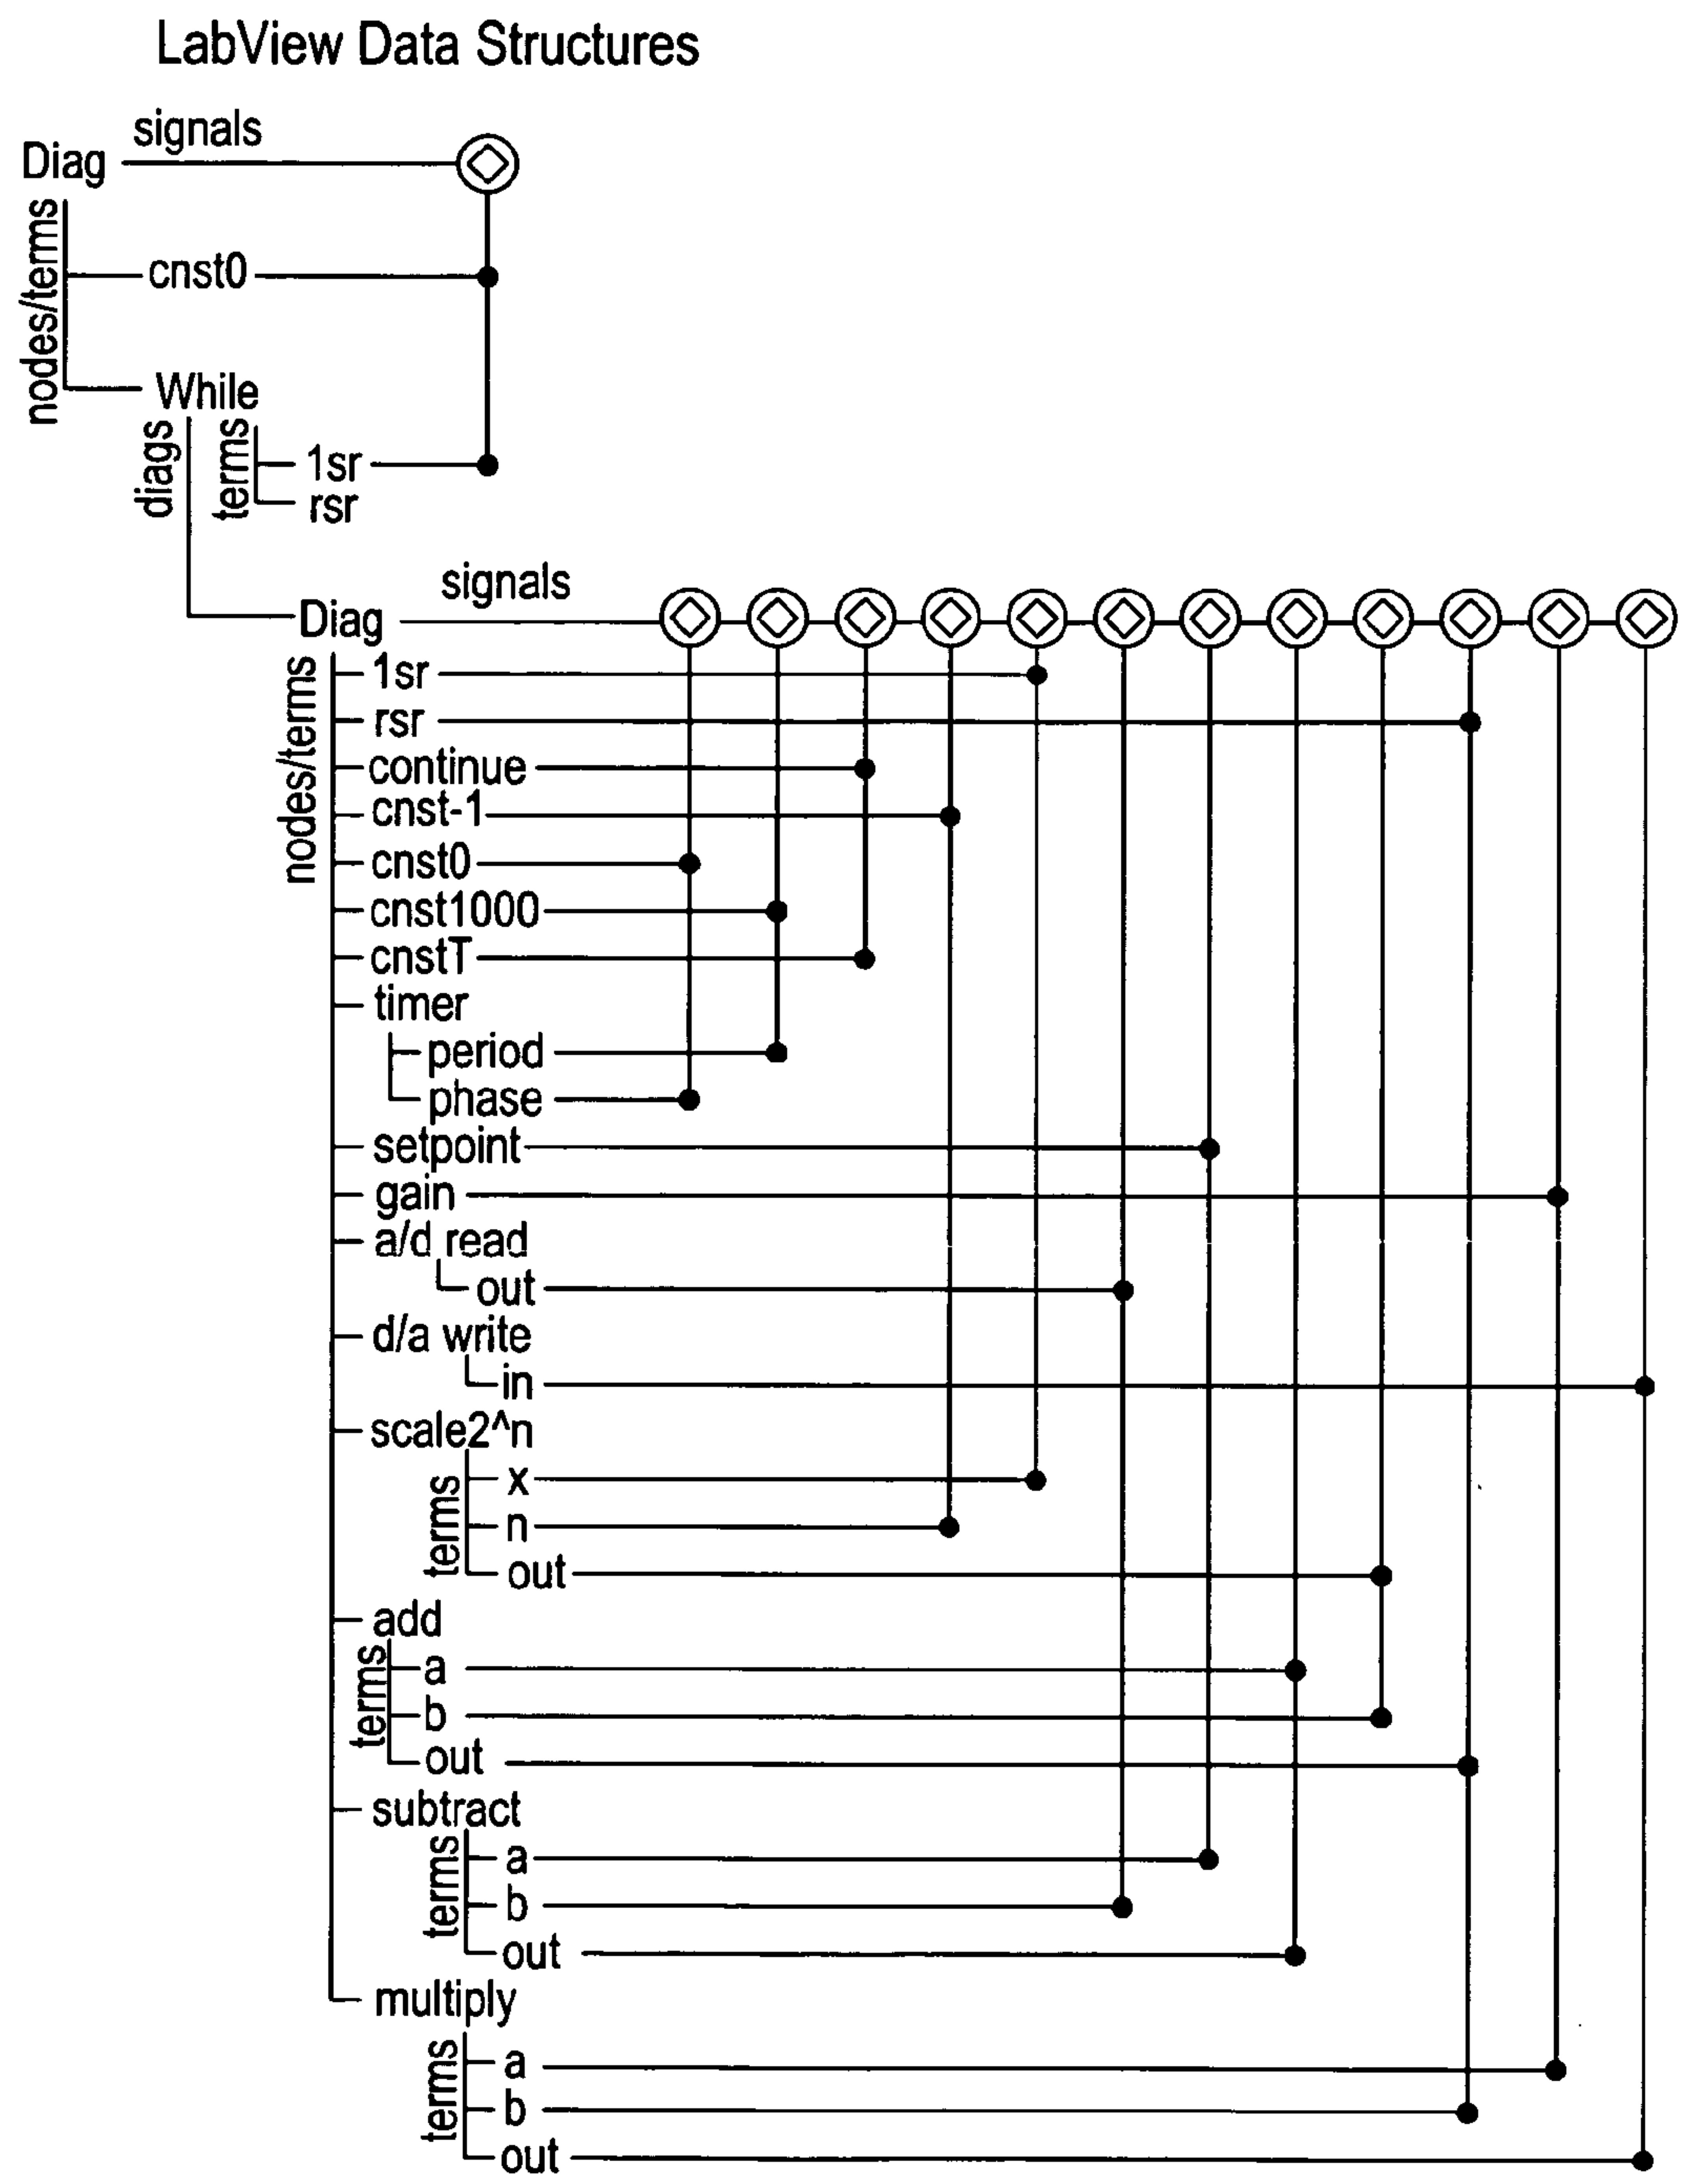 LabView Data Structures
signals
Diag
nodes/terms
cnst0
While
diags
terms
1sr
rsr
signals
Diag
nodes/terms
1sr
rsr
continue
cnst-1
cnst0
cnst1000
cnstT
timer
period
phase
setpoint
gain
a/d read
out
d/a write
in
scale2^n
terms
x
n
out
add
terms
a
b
out
subtract
terms
a
b
out
multiply
terms
a
b
out